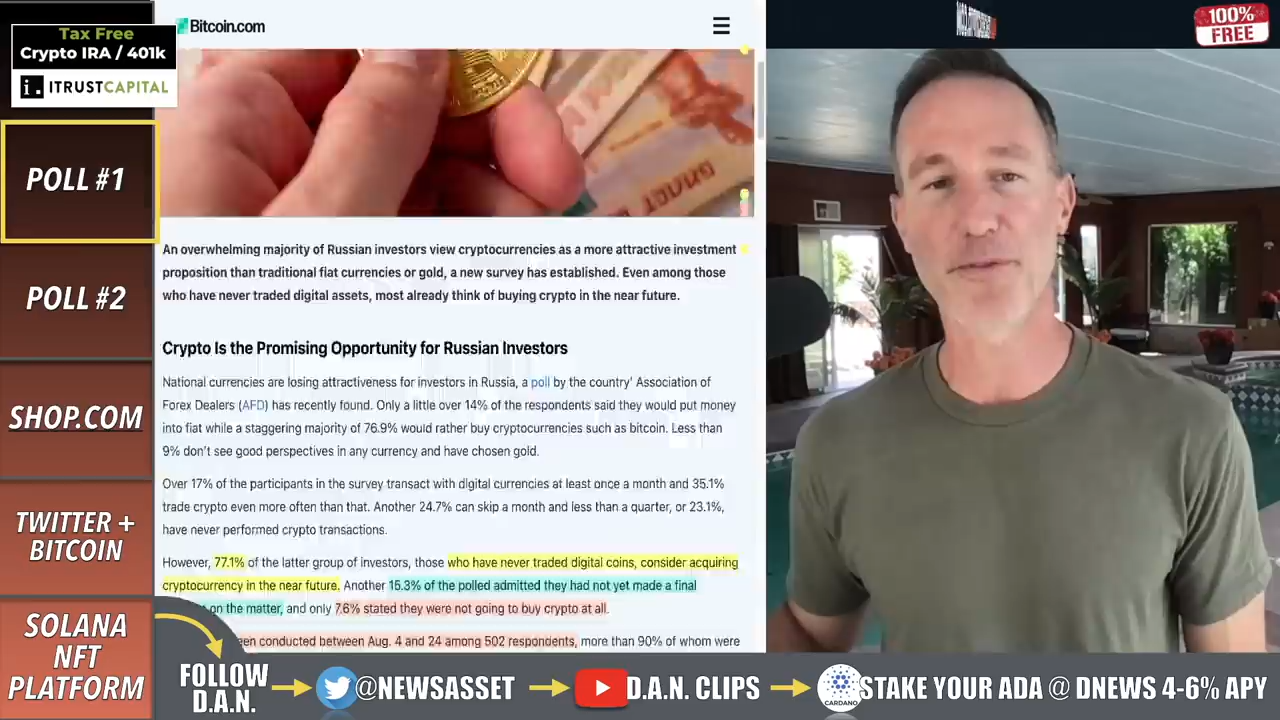 Tax Free
Crypto IRA / 401k
ITRUSTCAPITAL
POLL #1
POLL #2
SHOP.COM
TWITTER +
BITCOIN
SOLANA
NFT
PLATFORM
Bitcoin.com
An overwhelming majority of Russian investors view cryptocurrencies as a more attractive investment
proposition than traditional fiat currencies or gold, a new survey has established. Even among those
who have never traded digital assets, most already think of buying crypto in the near future.
Crypto Is the Promising Opportunity for Russian Investors
National currencies are losing attractiveness for investors in Russia, a poll by the country' Association of
Forex Dealers (AFD) has recently found. Only a little over 14% of the respondents said they would put money
into fiat while a staggering majority of 76.9% would rather buy cryptocurrencies such as bitcoin. Less than
9% don't see good perspectives in any currency and have chosen gold.
Over 17% of the participants in the survey transact with digital currencies at least once a month and 35.1%
trade crypto even more often than that. Another 24.7% can skip a month and less than a quarter, or 23.1%,
have never performed crypto transactions.
However, 77.1% of the latter group of investors, those who have never traded digital coins, consider acquiring
cryptocurrency in the near future. Another 15.3% of the polled admitted they had not yet made a final
on the matter, and only 7.6% stated they were not going to buy crypto at all.
conducted between Aug. 4 and 24 among 502 respondents, more than 90% of whom were
100%
FREE
FOLLOW
D.A.N.
@NEWSASSET
D.A.N. CLIPS
CARDANO
STAKE YOUR ADA @ DNEWS 4-6% APY